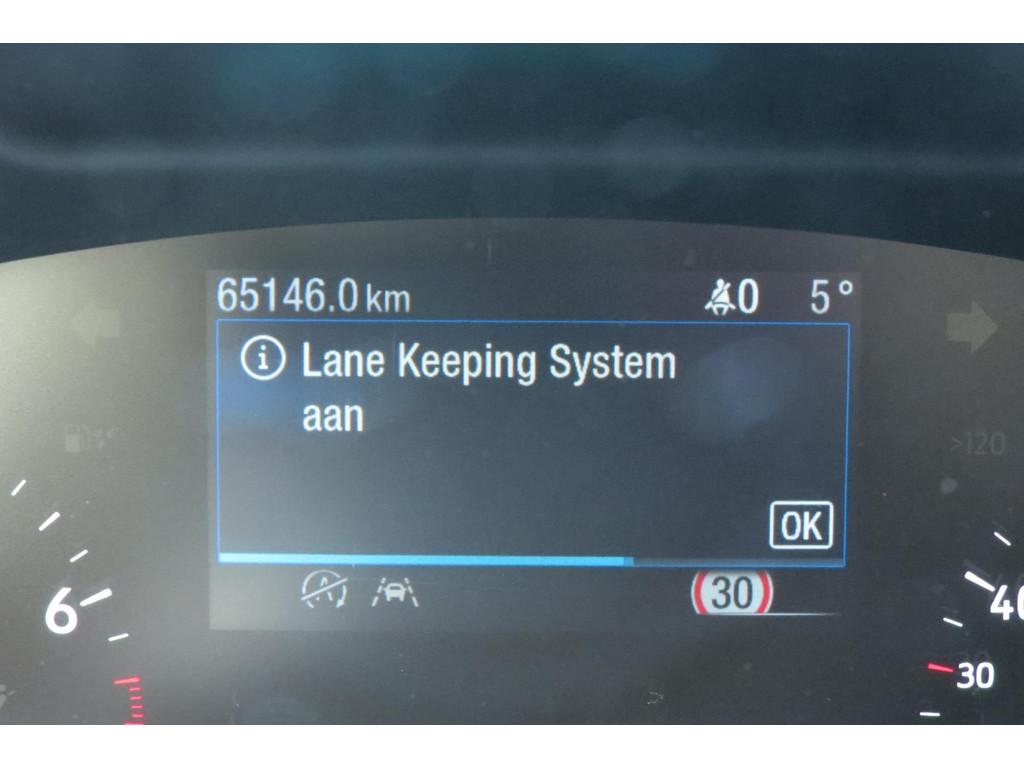 65146.0 km 0 5°
i Lane Keeping System
aan
OK
A 30
>120
6
40
30